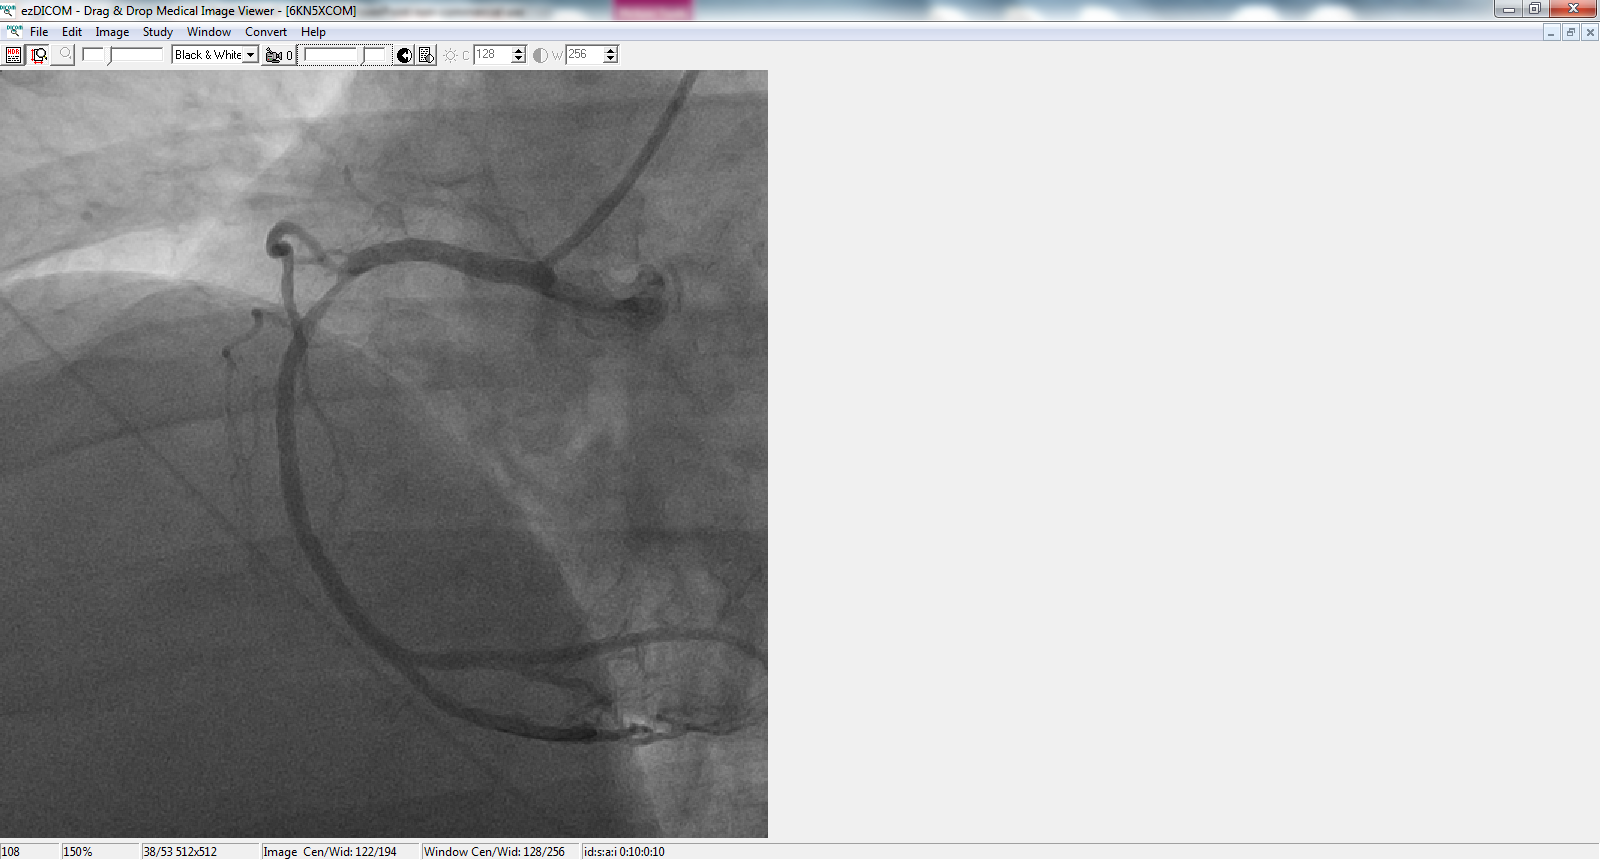 ezDICOM - Drag & Drop Medical Image Viewer - [6KN5XCOM]
File Edit Image Study Window Convert Help
HDR Black & White 0 C 128 W 256
108 150% 38/53 512x512 Image Cen/Wid: 122/194 Window Cen/Wid: 128/256 id:s:a:i 0:10:0:10